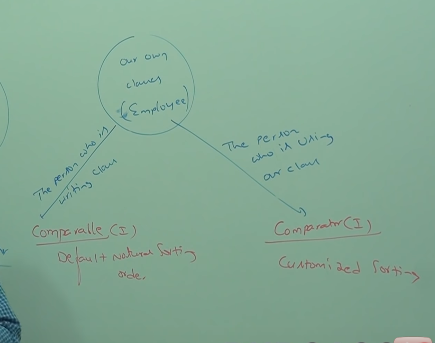 our own
classes
(Employee)
The person who is
writing class
The person
who is using
our class
Comparable (I)
Default Natural Sorting
order
Comparator (I)
Customized Sorting